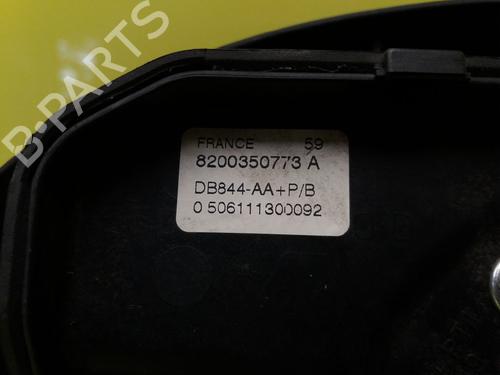 B-PARTS
FRANCE 59
8200350773 A
DB844-AA+P/B
0 506111300092